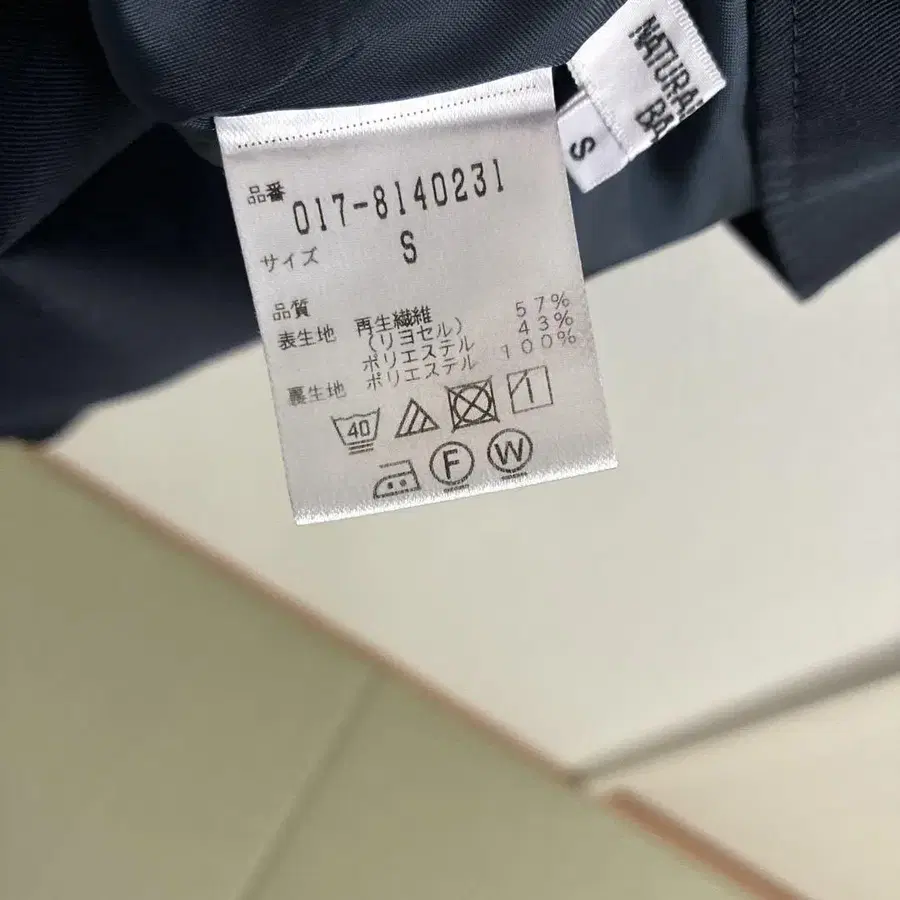 品番 017-8140231
サイズ S
品質
表生地 再生繊維 57%
(リヨセル)
ポリエステル 43%
裏生地 ポリエステル 100%
40
F W
NATURAL
S